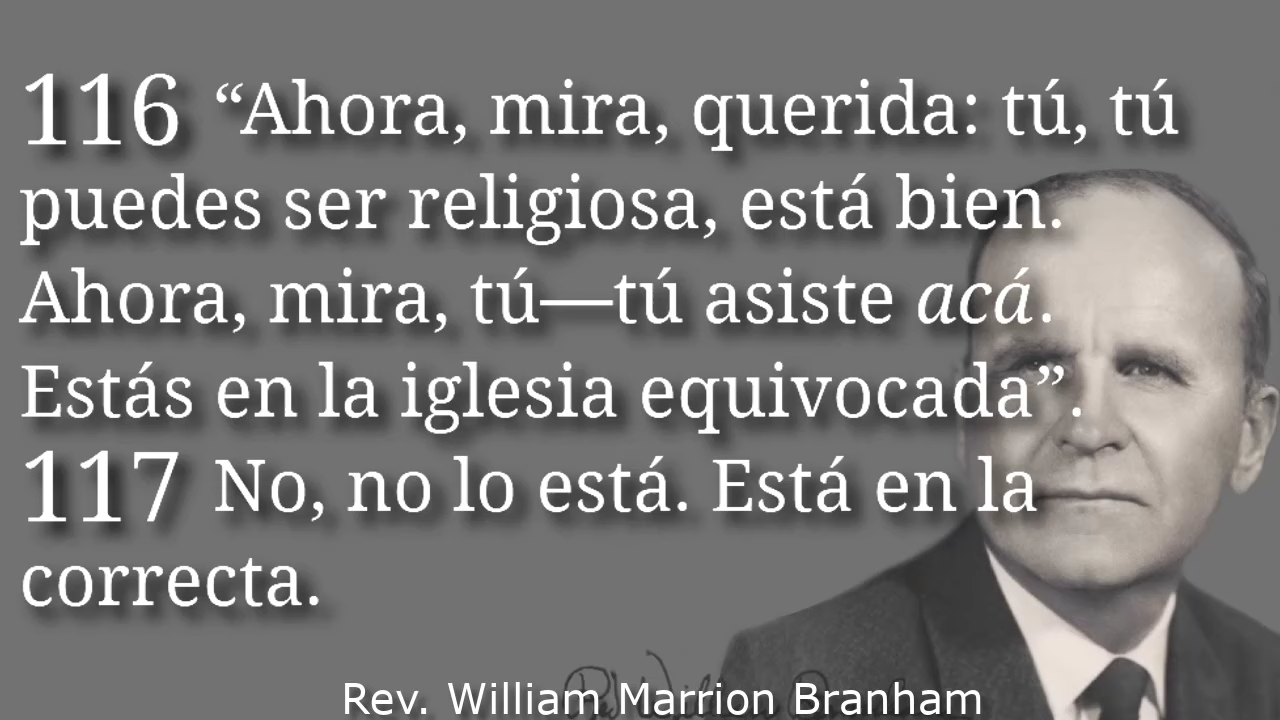 116 “Ahora, mira, querida: tú, tú
puedes ser religiosa, está bien.
Ahora, mira, tú—tú asiste acá.
Estás en la iglesia equivocada”.
117 No, no lo está. Está en la
correcta.
Rev. William Marrion Branham